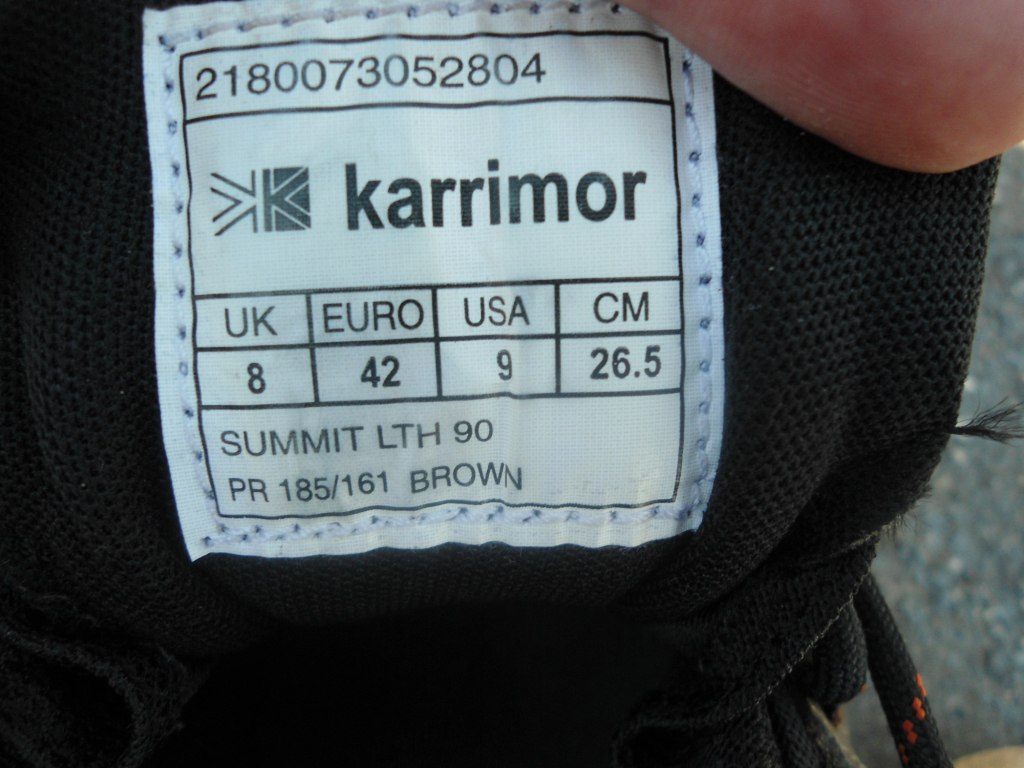 2180073052804
karrimor
UK EURO USA CM
8 42 9 26.5
SUMMIT LTH 90
PR 185/161 BROWN